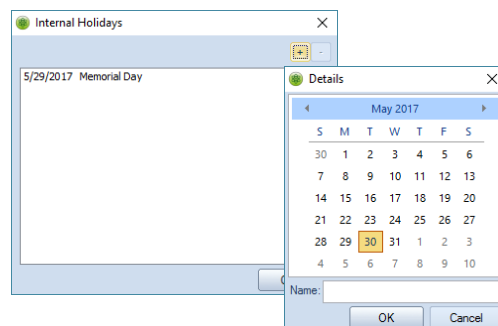 Internal Holidays
+ -
5/29/2017 Memorial Day
Details
May 2017
S M T W T F S
30 1 2 3 4 5 6
7 8 9 10 11 12 13
14 15 16 17 18 19 20
21 22 23 24 25 26 27
28 29 30 31 1 2 3
4 5 6 7 8 9 10
Name:
OK Cancel